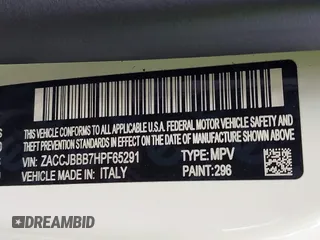 THIS VEHICLE CONFORMS TO ALL APPLICABLE U.S.A. FEDERAL MOTOR VEHICLE SAFETY,
BUMPER, AND THEFT PREVENTION STANDARDS IN EFFECT ON THE DATE OF MANUFACTURE SHOWN ABOVE.
VIN: ZACCJBBB7HPF65291 TYPE: MPV
VEHICLE MADE IN: ITALY PAINT: 296
DREAMBID